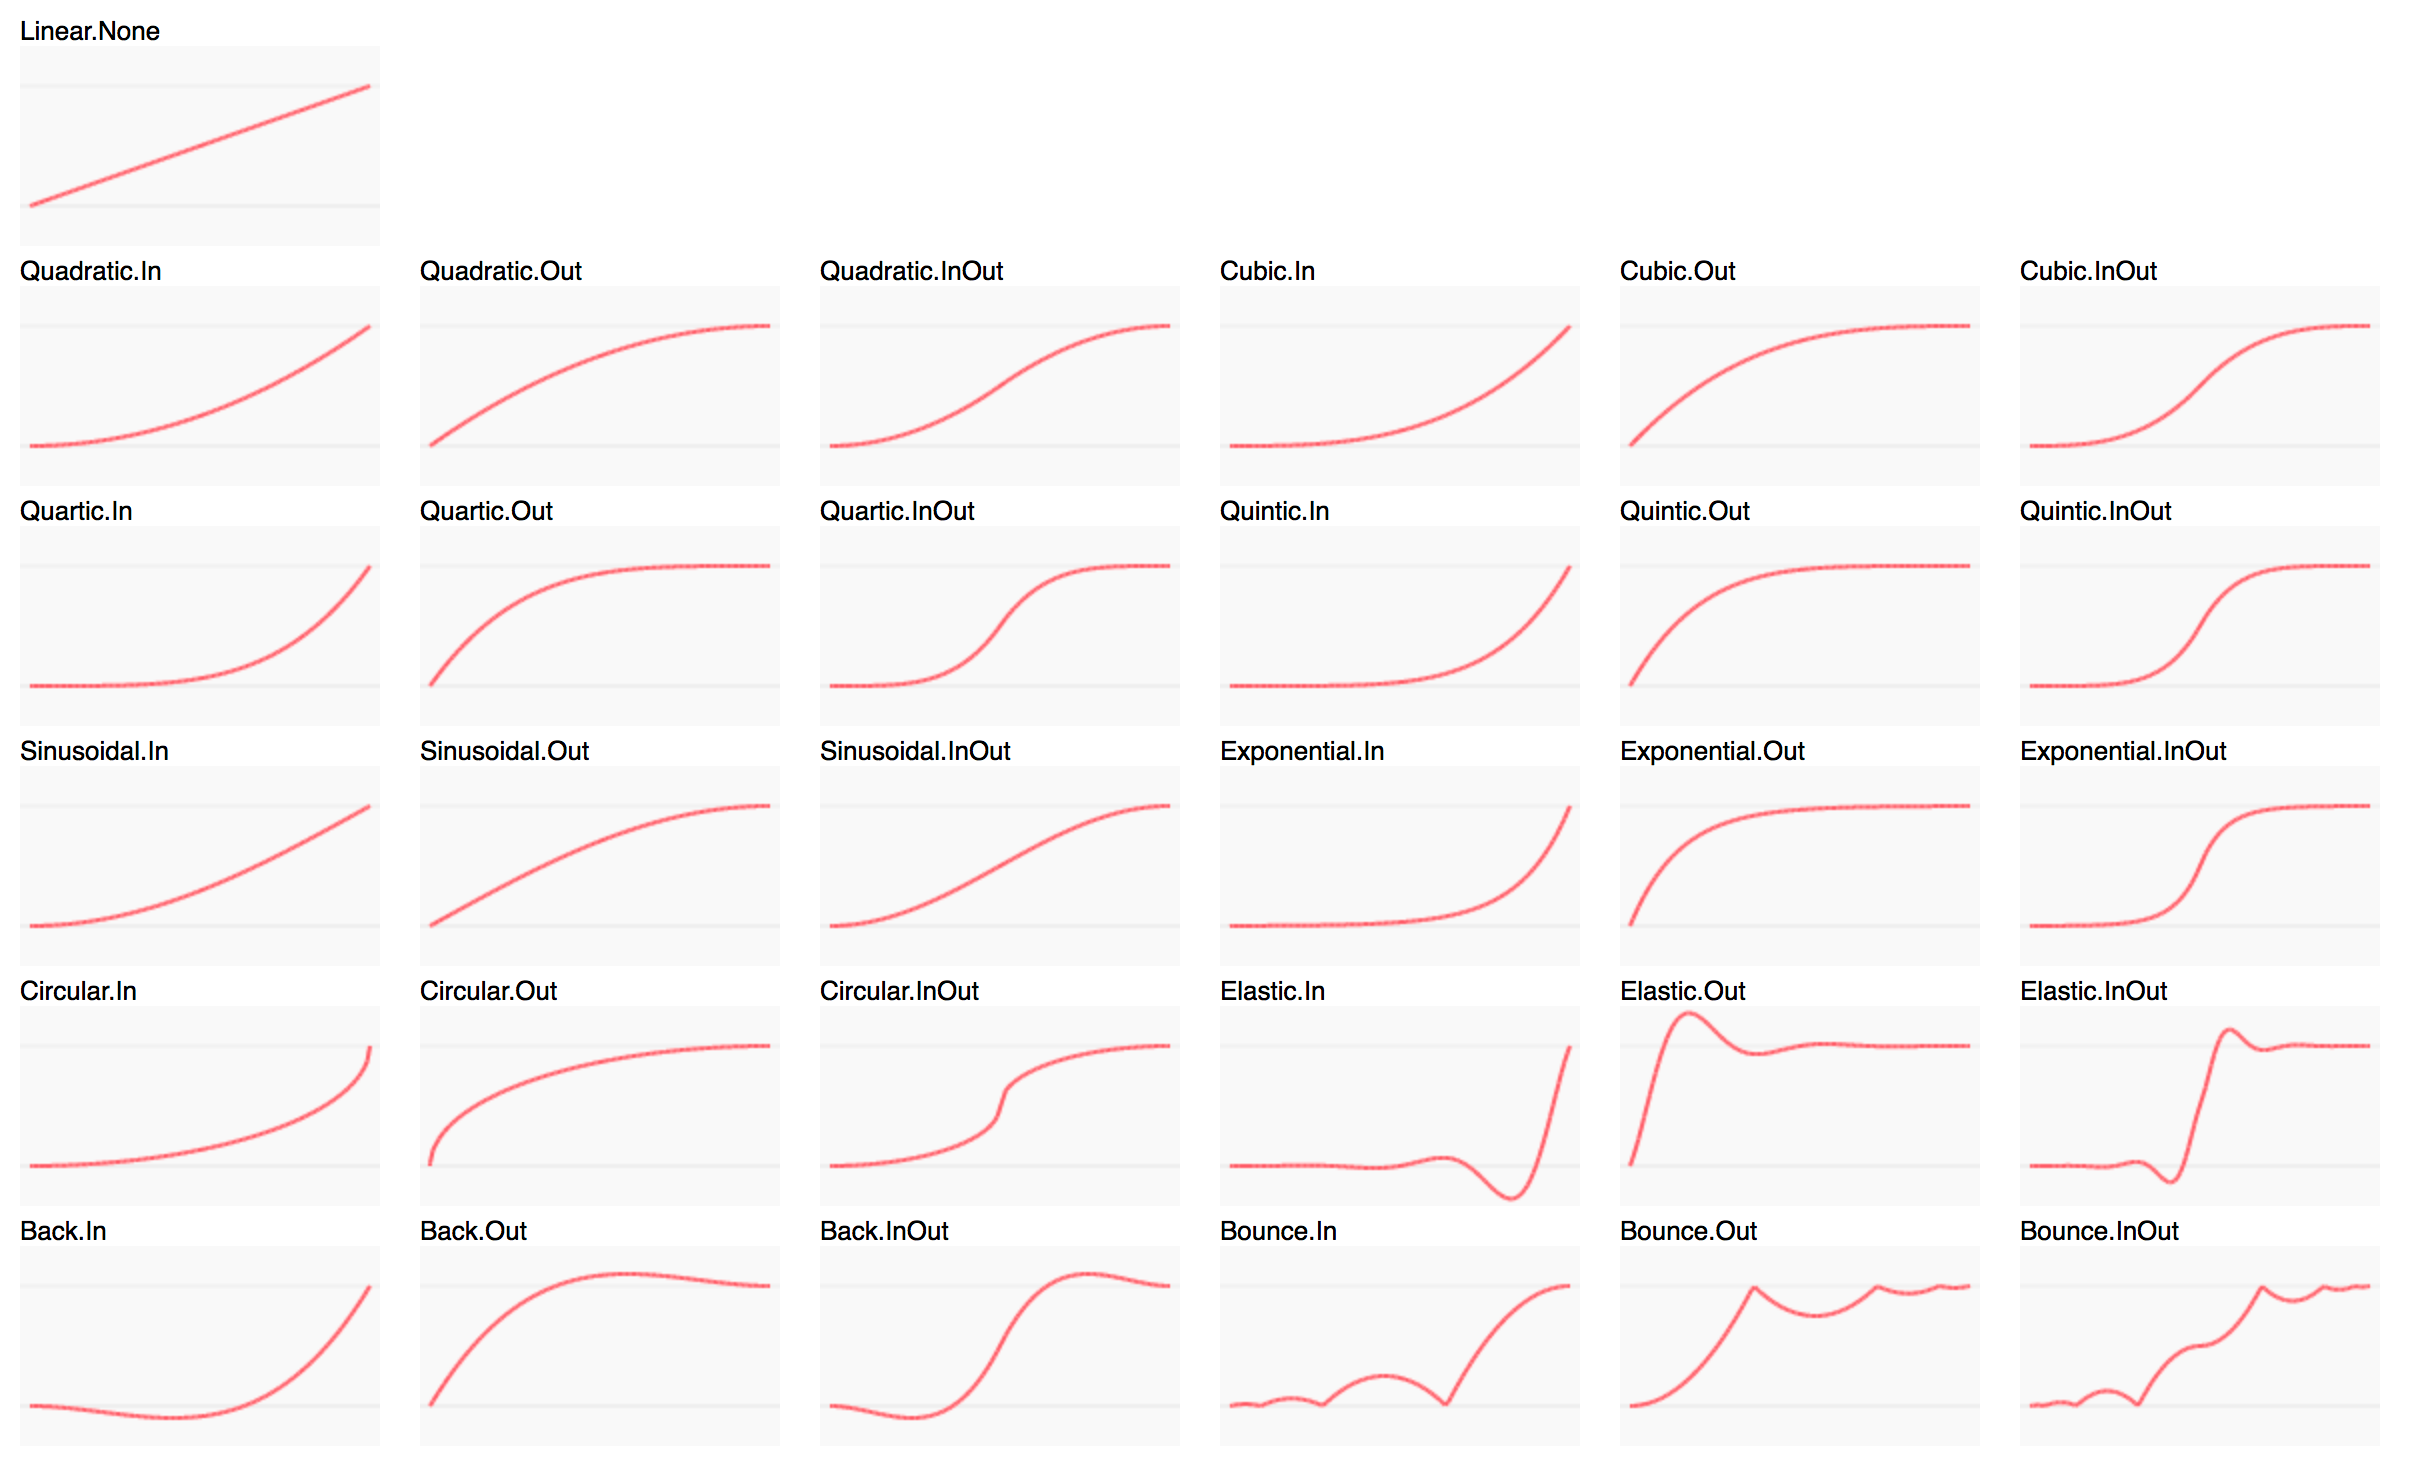 Linear.None
Quadratic.In
Quadratic.Out
Quadratic.InOut
Cubic.In
Cubic.Out
Cubic.InOut
Quartic.In
Quartic.Out
Quartic.InOut
Quintic.In
Quintic.Out
Quintic.InOut
Sinusoidal.In
Sinusoidal.Out
Sinusoidal.InOut
Exponential.In
Exponential.Out
Exponential.InOut
Circular.In
Circular.Out
Circular.InOut
Elastic.In
Elastic.Out
Elastic.InOut
Back.In
Back.Out
Back.InOut
Bounce.In
Bounce.Out
Bounce.InOut